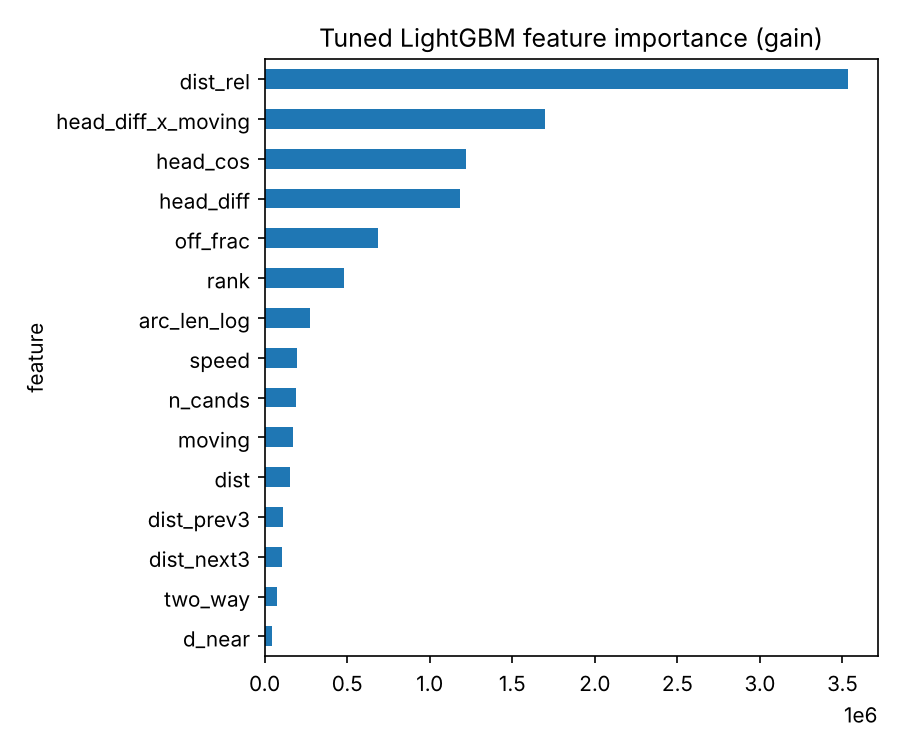 Tuned LightGBM feature importance (gain)
dist_rel
head_diff_x_moving
head_cos
head_diff
off_frac
rank
arc_len_log
speed
n_cands
moving
dist
dist_prev3
dist_next3
two_way
d_near
feature
0.0 0.5 1.0 1.5 2.0 2.5 3.0 3.5
1e6